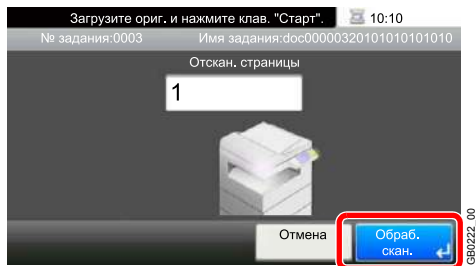 Загрузите ориг. и нажмите клав. "Старт". 10:10
№ задания:0003 Имя задания:doc00000320101010101010
Отскан. страницы
1
Отмена
Обраб.
скан.
GB0222_00